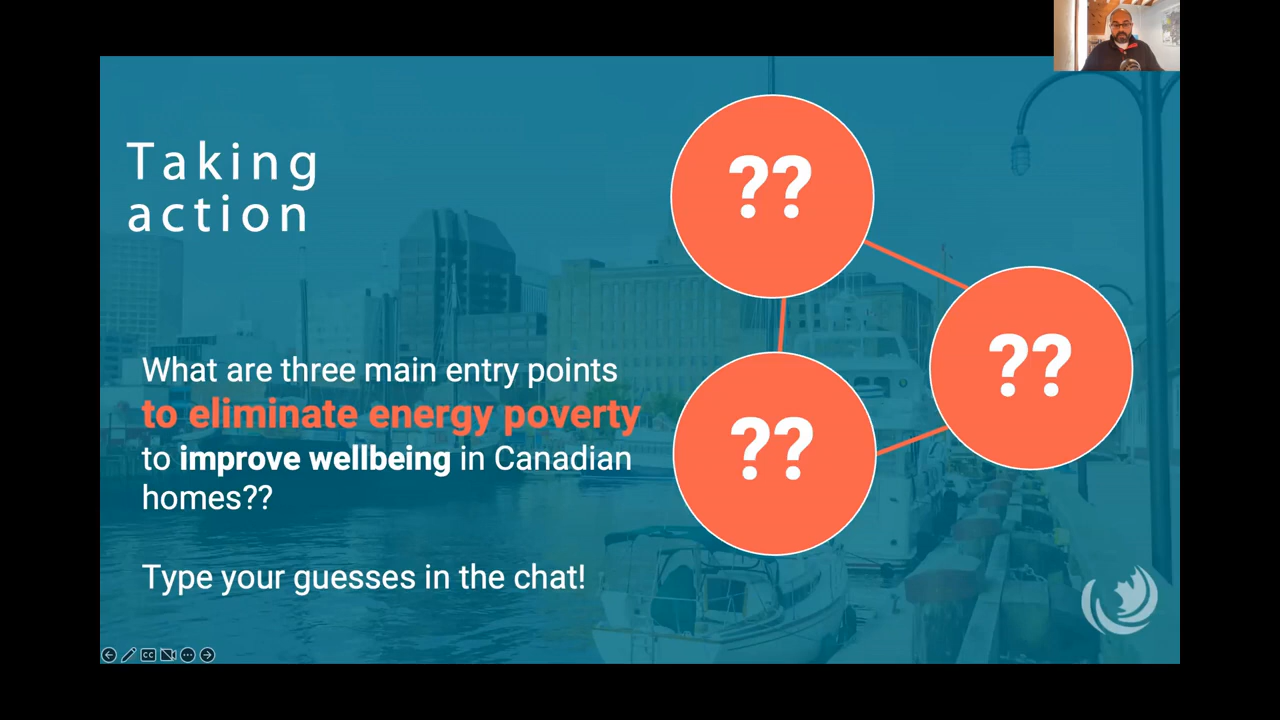 Taking
action
What are three main entry points
to eliminate energy poverty
to improve wellbeing in Canadian
homes??
Type your guesses in the chat!
??
??
??
CC